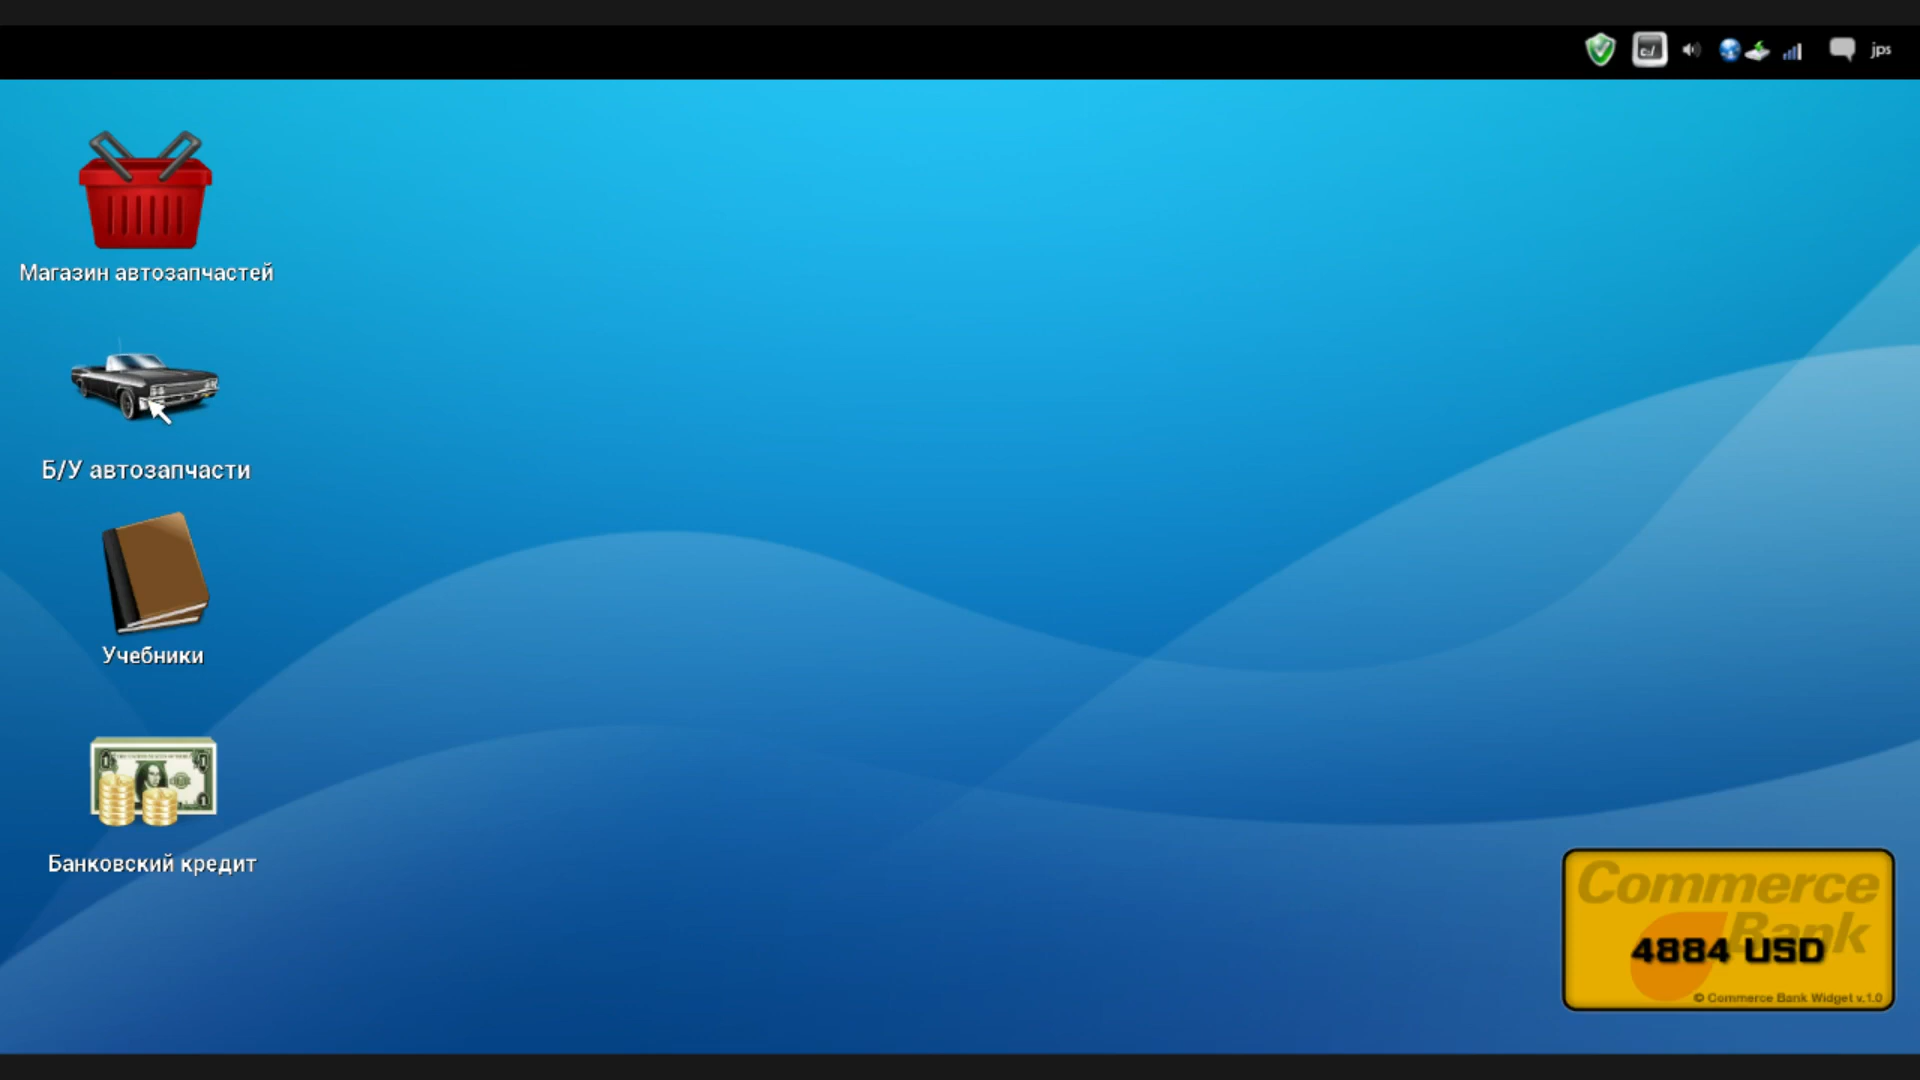 c:/
jps
Магазин автозапчастей
Б/У автозапчасти
Учебники
Банковский кредит
Commerce
Bank
4884 USD
© Commerce Bank Widget v.1.0